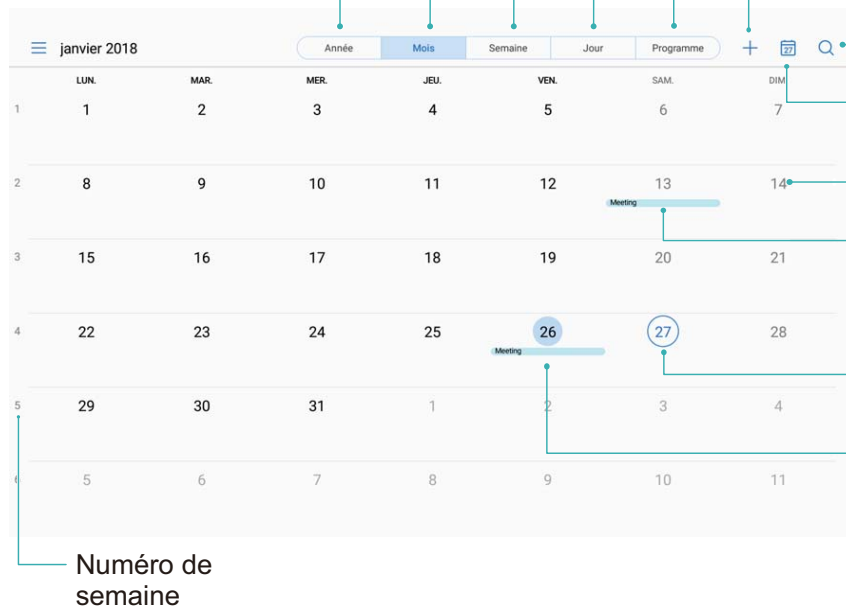 janvier 2018 Année Mois Semaine Jour Programme 27
LUN. MAR. MER. JEU. VEN. SAM. DIM
1 1 2 3 4 5 6 7
2 8 9 10 11 12 13 14
Meeting
3 15 16 17 18 19 20 21
4 22 23 24 25 26 27 28
Meeting
5 29 30 31 1 2 3 4
6 5 6 7 8 9 10 11
Numéro de
semaine